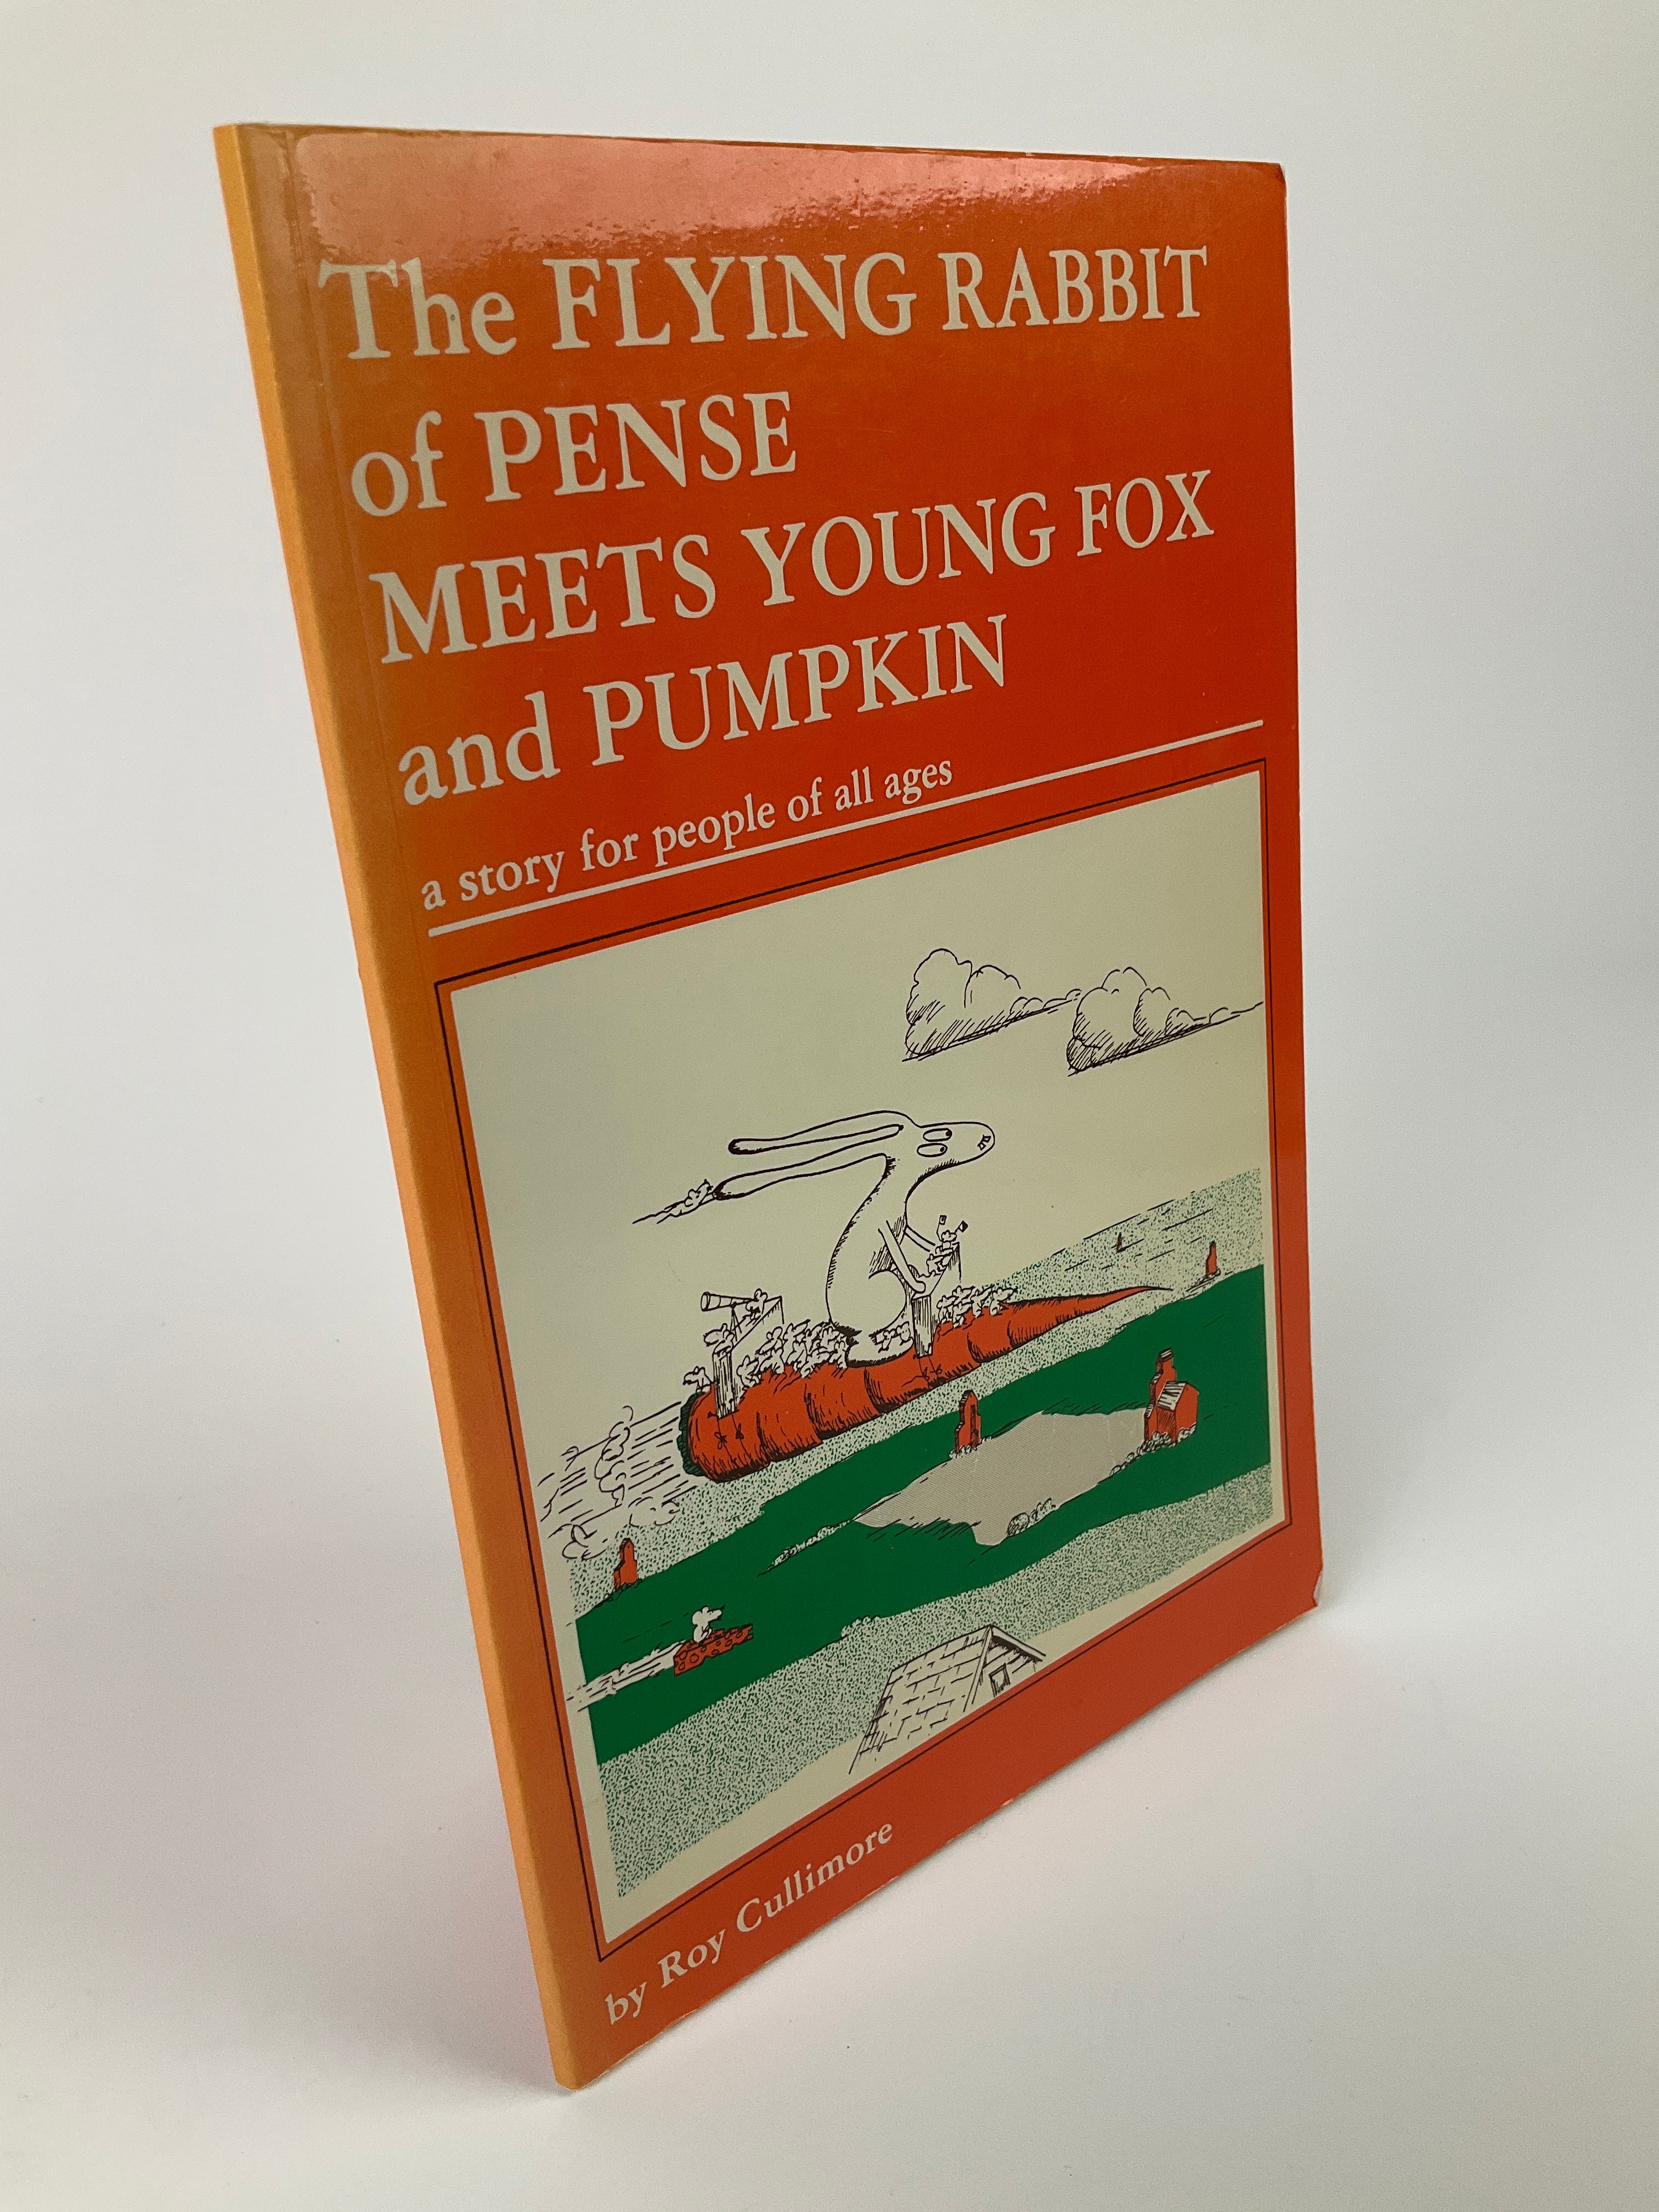 The FLYING RABBIT
of PENSE
MEETS YOUNG FOX
and PUMPKIN
a story for people of all ages
by Roy Cullimore